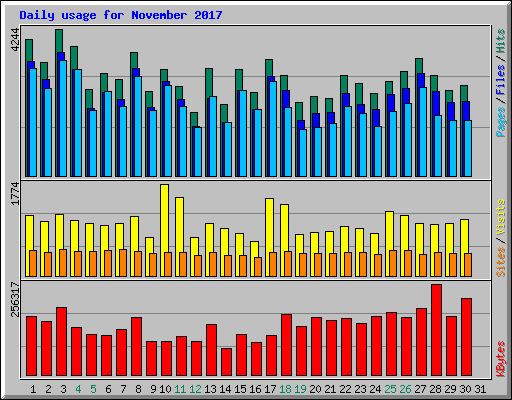 Daily usage for November 2017
4244
Pages / Files / Hits
1774
Sites / Visits
256317
KBytes
1 2 3 4 5 6 7 8 9 10 11 12 13 14 15 16 17 18 19 20 21 22 23 24 25 26 27 28 29 30 31